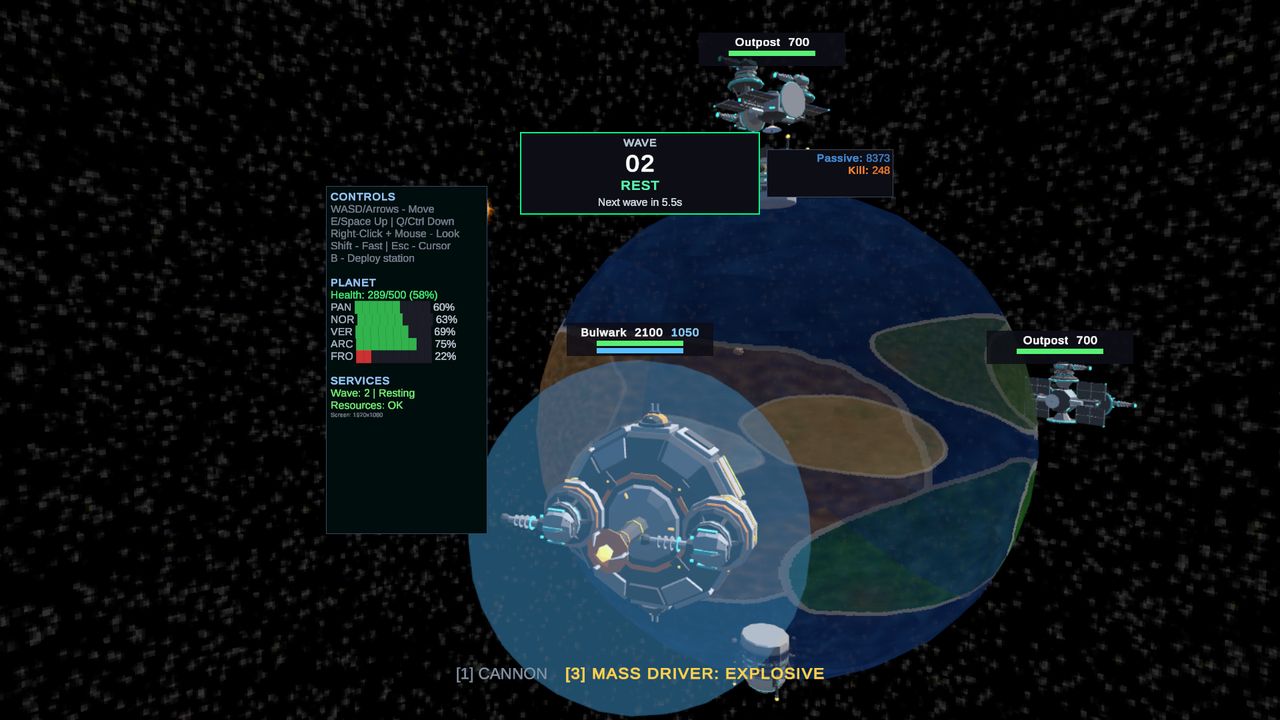 Outpost 700
WAVE
02
REST
Next wave in 5.5s
Passive: 8373
Kill: 248
CONTROLS
WASD/Arrows - Move
E/Space Up | Q/Ctrl Down
Right-Click + Mouse - Look
Shift - Fast | Esc - Cursor
B - Deploy station
PLANET
Health: 289/500 (58%)
PAN 60%
NOR 63%
VER 69%
ARC 75%
FRO 22%
SERVICES
Wave: 2 | Resting
Resources: OK
Bulwark 2100 1050
Outpost 700
[1] CANNON [3] MASS DRIVER: EXPLOSIVE